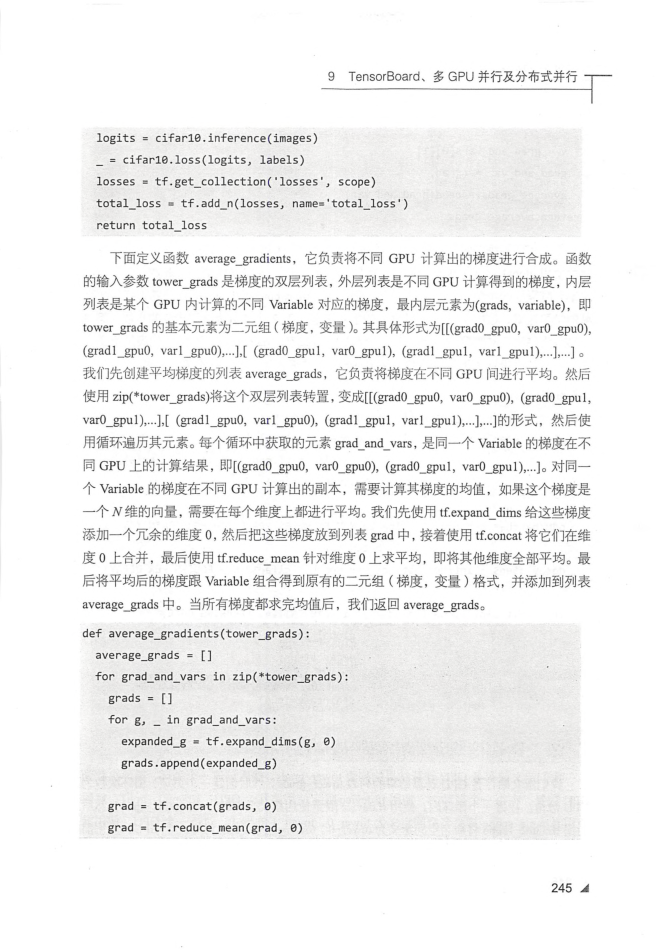 9 TensorBoard、多 GPU 并行及分布式并行
logits = cifar10.inference(images)
_ = cifar10.loss(logits, labels)
losses = tf.get_collection('losses', scope)
total_loss = tf.add_n(losses, name='total_loss')
return total_loss
下面定义函数 average_gradients，它负责将不同 GPU 计算出的梯度进行合成。函数
的输入参数 tower_grads 是梯度的双层列表，外层列表是不同 GPU 计算得到的梯度，内层
列表是某个 GPU 内计算的不同 Variable 对应的梯度，最内层元素为(grads, variable)，即
tower_grads 的基本元素为二元组（梯度，变量）。其具体形式为[[(grad0_gpu0, var0_gpu0),
(grad1_gpu0, var1_gpu0),...],[ (grad0_gpu1, var0_gpu1), (grad1_gpu1, var1_gpu1),...],...] 。
我们先创建平均梯度的列表 average_grads，它负责将梯度在不同 GPU 间进行平均。然后
使用 zip(*tower_grads)将这个双层列表转置，变成[[(grad0_gpu0, var0_gpu0), (grad0_gpu1,
var0_gpu1),...],[ (grad1_gpu0, var1_gpu0), (grad1_gpu1, var1_gpu1),...],...]的形式，然后使
用循环遍历其元素。每个循环中获取的元素 grad_and_vars，是同一个 Variable 的梯度在不
同 GPU 上的计算结果，即[(grad0_gpu0, var0_gpu0), (grad0_gpu1, var0_gpu1),...]。对同一
个 Variable 的梯度在不同 GPU 计算出的副本，需要计算其梯度的均值，如果这个梯度是
一个 N 维的向量，需要在每个维度上都进行平均。我们先使用 tf.expand_dims 给这些梯度
添加一个冗余的维度 0，然后把这些梯度放到列表 grad 中，接着使用 tf.concat 将它们在维
度 0 上合并，最后使用 tf.reduce_mean 针对维度 0 上求平均，即将其他维度全部平均。最
后将平均后的梯度跟 Variable 组合得到原有的二元组（梯度，变量）格式，并添加到列表
average_grads 中。当所有梯度都求完均值后，我们返回 average_grads。
def average_gradients(tower_grads):
average_grads = []
for grad_and_vars in zip(*tower_grads):
grads = []
for g, _ in grad_and_vars:
expanded_g = tf.expand_dims(g, 0)
grads.append(expanded_g)
grad = tf.concat(grads, 0)
grad = tf.reduce_mean(grad, 0)
245